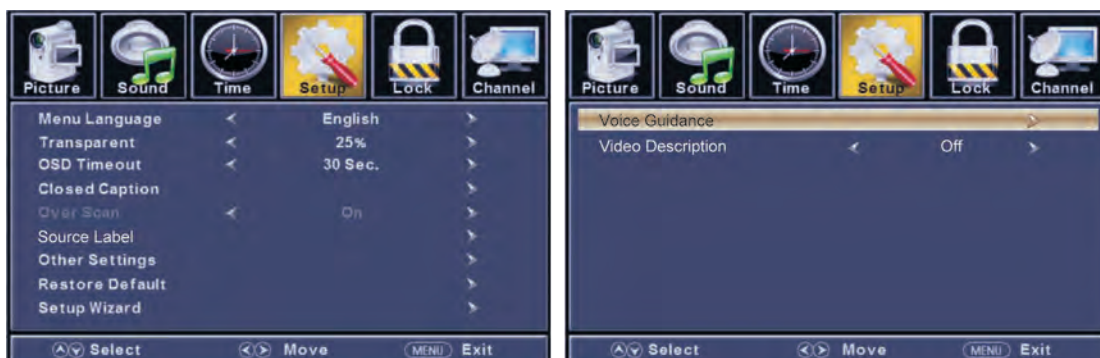 Picture Sound Time Setup Lock Channel
Menu Language English
Transparent 25%
OSD Timeout 30 Sec.
Closed Caption
Over Scan On
Source Label
Other Settings
Restore Default
Setup Wizard
Select Move MENU Exit
Picture Sound Time Setup Lock Channel
Voice Guidance
Video Description Off
Select Move MENU Exit